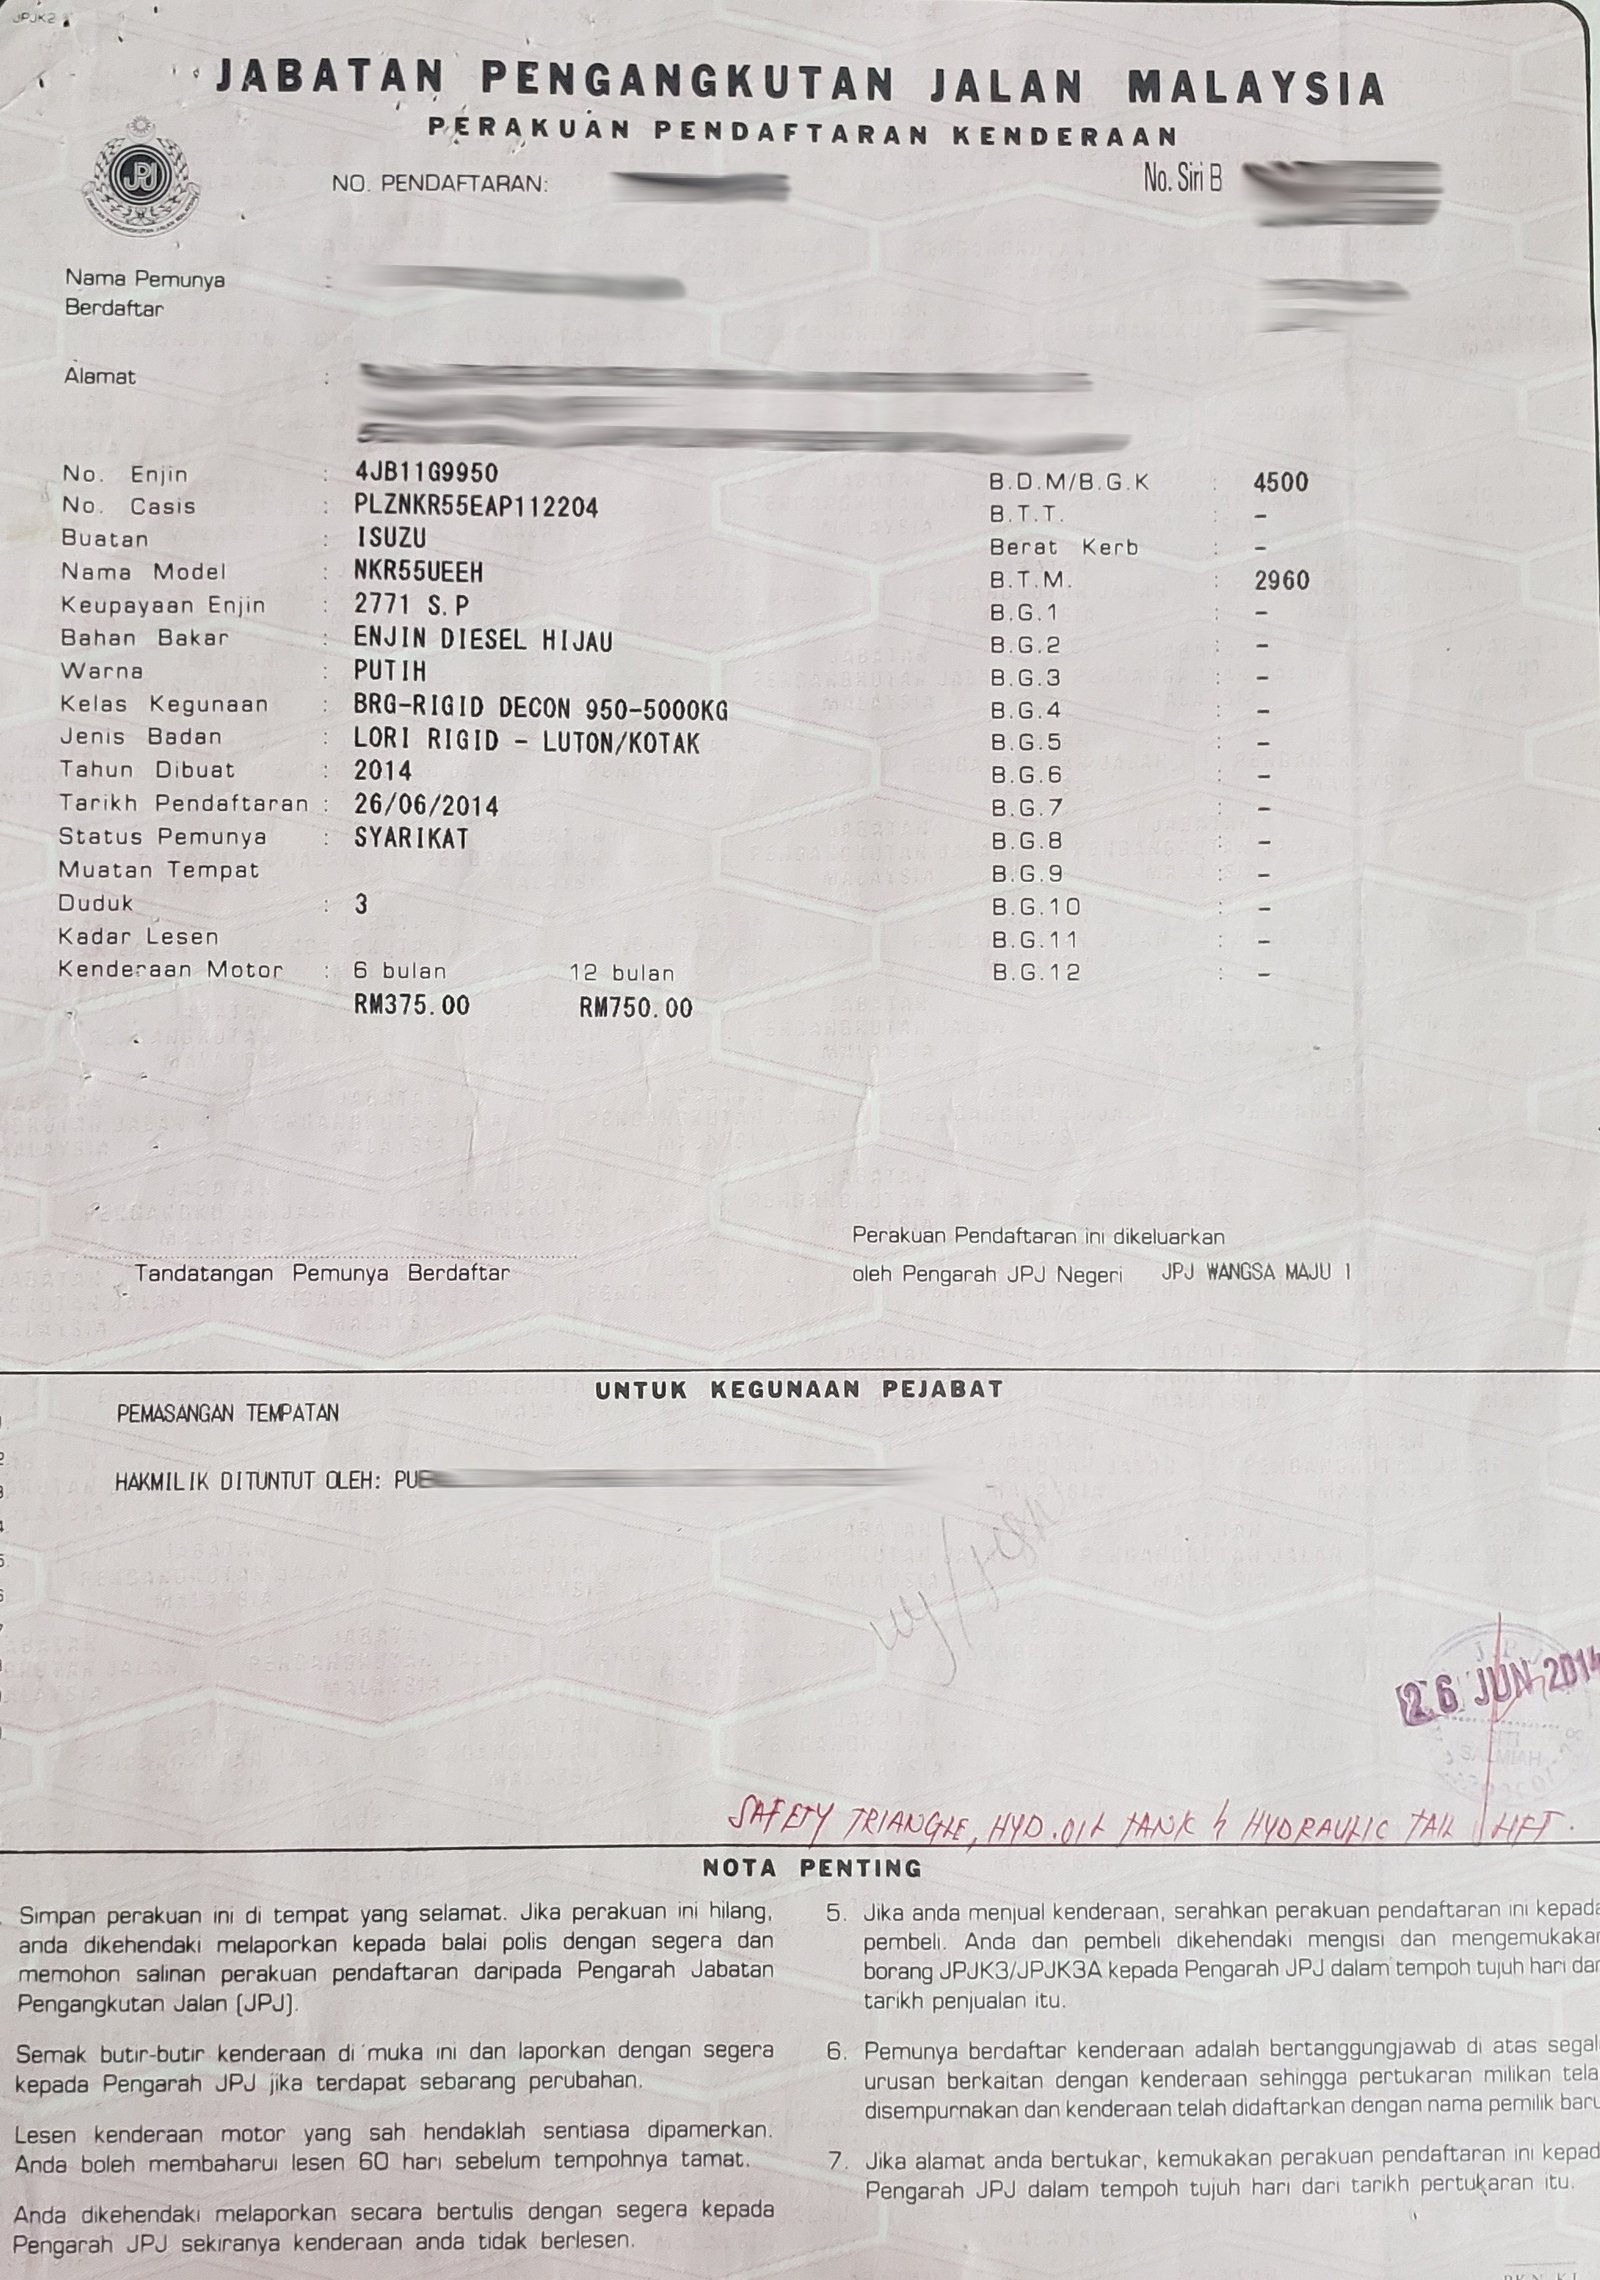 JPJK2
JABATAN PENGANGKUTAN JALAN MALAYSIA
PERAKUAN PENDAFTARAN KENDERAAN
JPJ
NO. PENDAFTARAN:
No. Siri B
Nama Pemunya :
Berdaftar
Alamat :
No. Enjin : 4JB11G9950
No. Casis : PLZNKR55EAP112204
Buatan : ISUZU
Nama Model : NKR55UEEH
Keupayaan Enjin : 2771 S.P
Bahan Bakar : ENJIN DIESEL HIJAU
Warna : PUTIH
Kelas Kegunaan : BRG-RIGID DECON 950-5000KG
Jenis Badan : LORI RIGID - LUTON/KOTAK
Tahun Dibuat : 2014
Tarikh Pendaftaran : 26/06/2014
Status Pemunya : SYARIKAT
Muatan Tempat
Duduk : 3
Kadar Lesen
Kenderaan Motor : 6 bulan 12 bulan
RM375.00 RM750.00
B.D.M/B.G.K : 4500
B.T.T. : -
Berat Kerb : -
B.T.M. : 2960
B.G.1 : -
B.G.2 : -
B.G.3 : -
B.G.4 : -
B.G.5 : -
B.G.6 : -
B.G.7 : -
B.G.8 : -
B.G.9 : -
B.G.10 : -
B.G.11 : -
B.G.12 : -
Tandatangan Pemunya Berdaftar
Perakuan Pendaftaran ini dikeluarkan
oleh Pengarah JPJ Negeri JPJ WANGSA MAJU 1
UNTUK KEGUNAAN PEJABAT
PEMASANGAN TEMPATAN
HAKMILIK DITUNTUT OLEH:
26 JUN 2014
SAFETY TRIANGLE, HYD. OIL TANK & HYDRAULIC TAIL LIFT.
NOTA PENTING
Simpan perakuan ini di tempat yang selamat. Jika perakuan ini hilang,
anda dikehendaki melaporkan kepada balai polis dengan segera dan
memohon salinan perakuan pendaftaran daripada Pengarah Jabatan
Pengangkutan Jalan (JPJ).
Semak butir-butir kenderaan di muka ini dan laporkan dengan segera
kepada Pengarah JPJ jika terdapat sebarang perubahan.
Lesen kenderaan motor yang sah hendaklah sentiasa dipamerkan.
Anda boleh membaharui lesen 60 hari sebelum tempohnya tamat.
Anda dikehendaki melaporkan secara bertulis dengan segera kepada
Pengarah JPJ sekiranya kenderaan anda tidak berlesen.
5. Jika anda menjual kenderaan, serahkan perakuan pendaftaran ini kepada
pembeli. Anda dan pembeli dikehendaki mengisi dan mengemukakan
borang JPJK3/JPJK3A kepada Pengarah JPJ dalam tempoh tujuh hari dar
tarikh penjualan itu.
6. Pemunya berdaftar kenderaan adalah bertanggungjawab di atas segal
urusan berkaitan dengan kenderaan sehingga pertukaran milikan tela
disempurnakan dan kenderaan telah didaftarkan dengan nama pemilik baru
7. Jika alamat anda bertukar, kemukakan perakuan pendaftaran ini kepad
Pengarah JPJ dalam tempoh tujuh hari dari tarikh pertukaran itu.